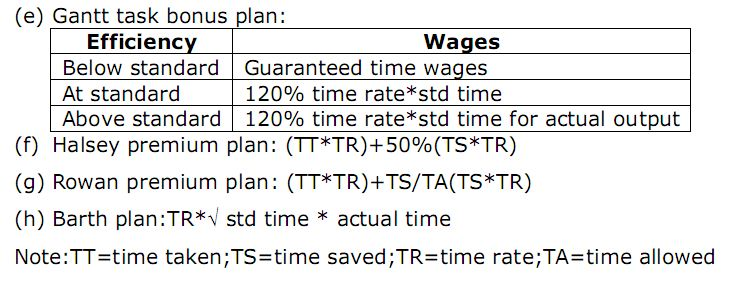 (e) Gantt task bonus plan:
Efficiency Wages
Below standard Guaranteed time wages
At standard 120% time rate*std time
Above standard 120% time rate*std time for actual output
(f) Halsey premium plan: (TT*TR)+50%(TS*TR)
(g) Rowan premium plan: (TT*TR)+TS/TA(TS*TR)
(h) Barth plan:TR*√ std time * actual time
Note:TT=time taken;TS=time saved;TR=time rate;TA=time allowed